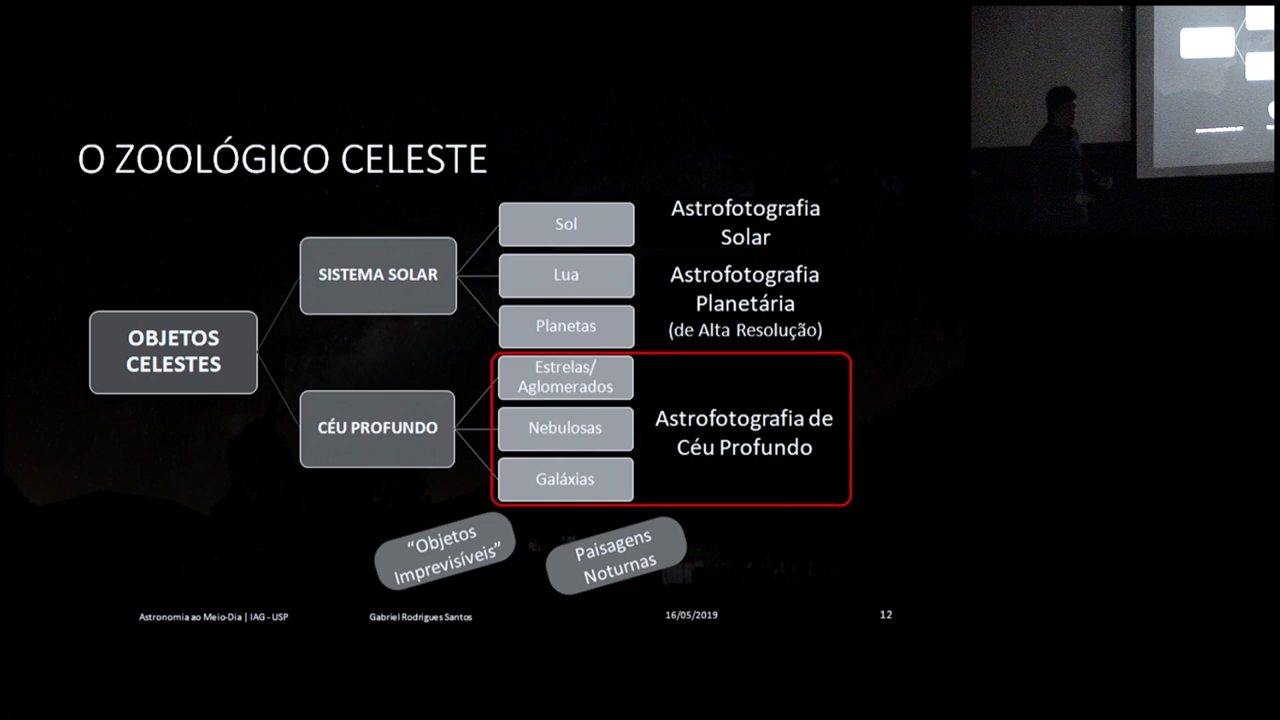 O ZOOLÓGICO CELESTE
OBJETOS
CELESTES
SISTEMA SOLAR
Sol
Lua
Planetas
Astrofotografia
Solar
Astrofotografia
Planetária
(de Alta Resolução)
CÉU PROFUNDO
Estrelas/
Aglomerados
Nebulosas
Galáxias
Astrofotografia de
Céu Profundo
“Objetos
Imprevisíveis”
Paisagens
Noturnas
Astronomia ao Meio-Dia | IAG - USP
Gabriel Rodrigues Santos
16/05/2019
12